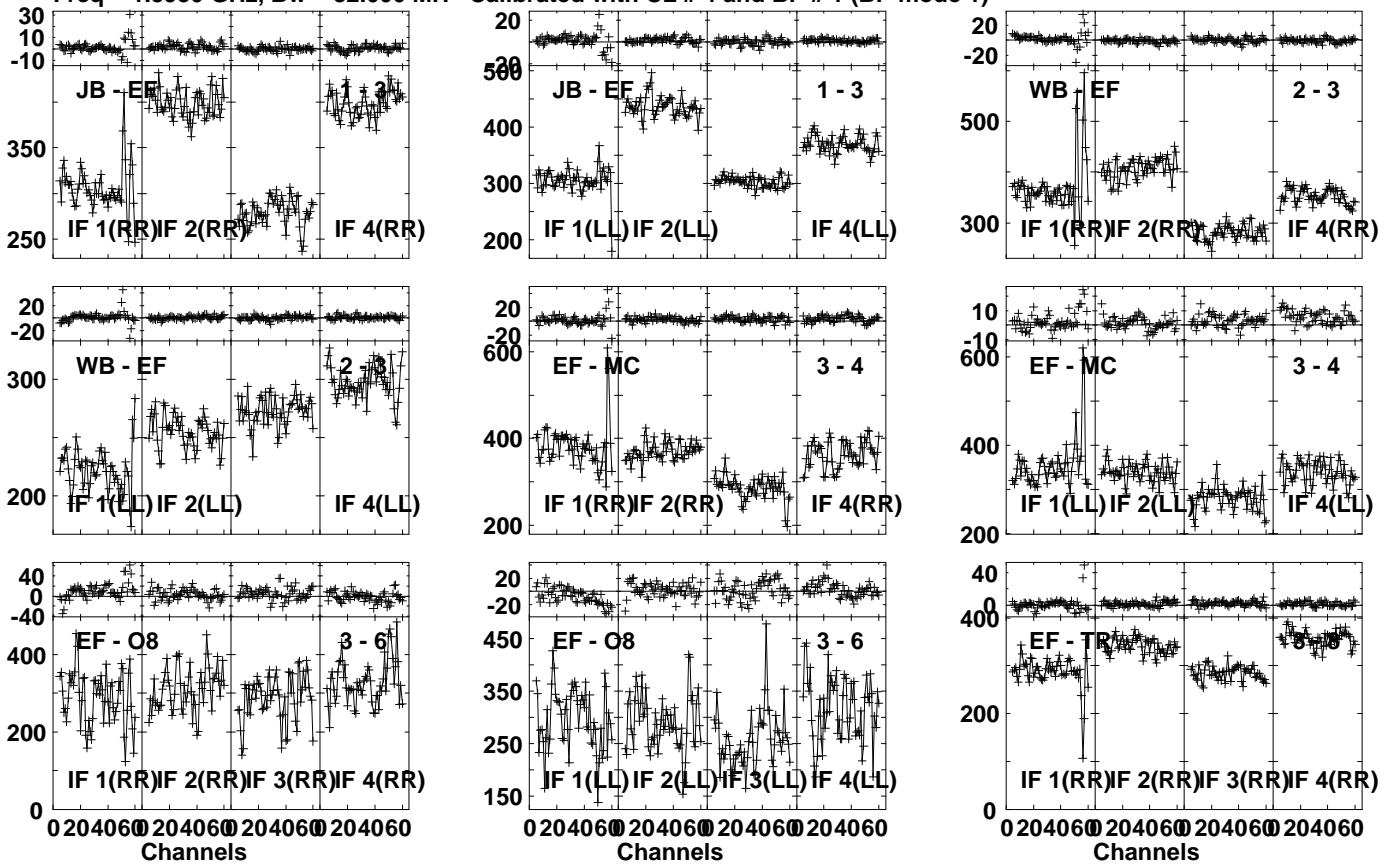 30 10 -10 20 -20 20 -20
JB - EF 1 - 3 500 JB - EF 1 - 3 WB - EF 2 - 3
350 400 500
300 300
250 IF 1(RR) IF 2(RR) IF 4(RR) 200 IF 1(LL) IF 2(LL) IF 4(LL) IF 1(RR) IF 2(RR) IF 4(RR)
20 -20 20 -20 10 -10
WB - EF 2 - 3 600 EF - MC 3 - 4 600 EF - MC 3 - 4
300 400 400
200 IF 1(LL) IF 2(LL) IF 4(LL) IF 1(RR) IF 2(RR) IF 4(RR) IF 1(LL) IF 2(LL) IF 4(LL)
200 200
40 0 -40 20 -20 40 0
EF - O8 3 - 6 EF - O8 3 - 6 400 EF - TR 3 - 8
400 450
350
200 250 200
IF 1(RR) IF 2(RR) IF 3(RR) IF 4(RR) IF 1(LL) IF 2(LL) IF 3(LL) IF 4(LL) IF 1(RR) IF 2(RR) IF 3(RR) IF 4(RR)
0 150 0
0 204060 0 204060 0 204060 0 204060 0 204060 0 204060 0 204060 0 204060 0 204060 0 204060 0 204060 0 204060
Channels Channels Channels